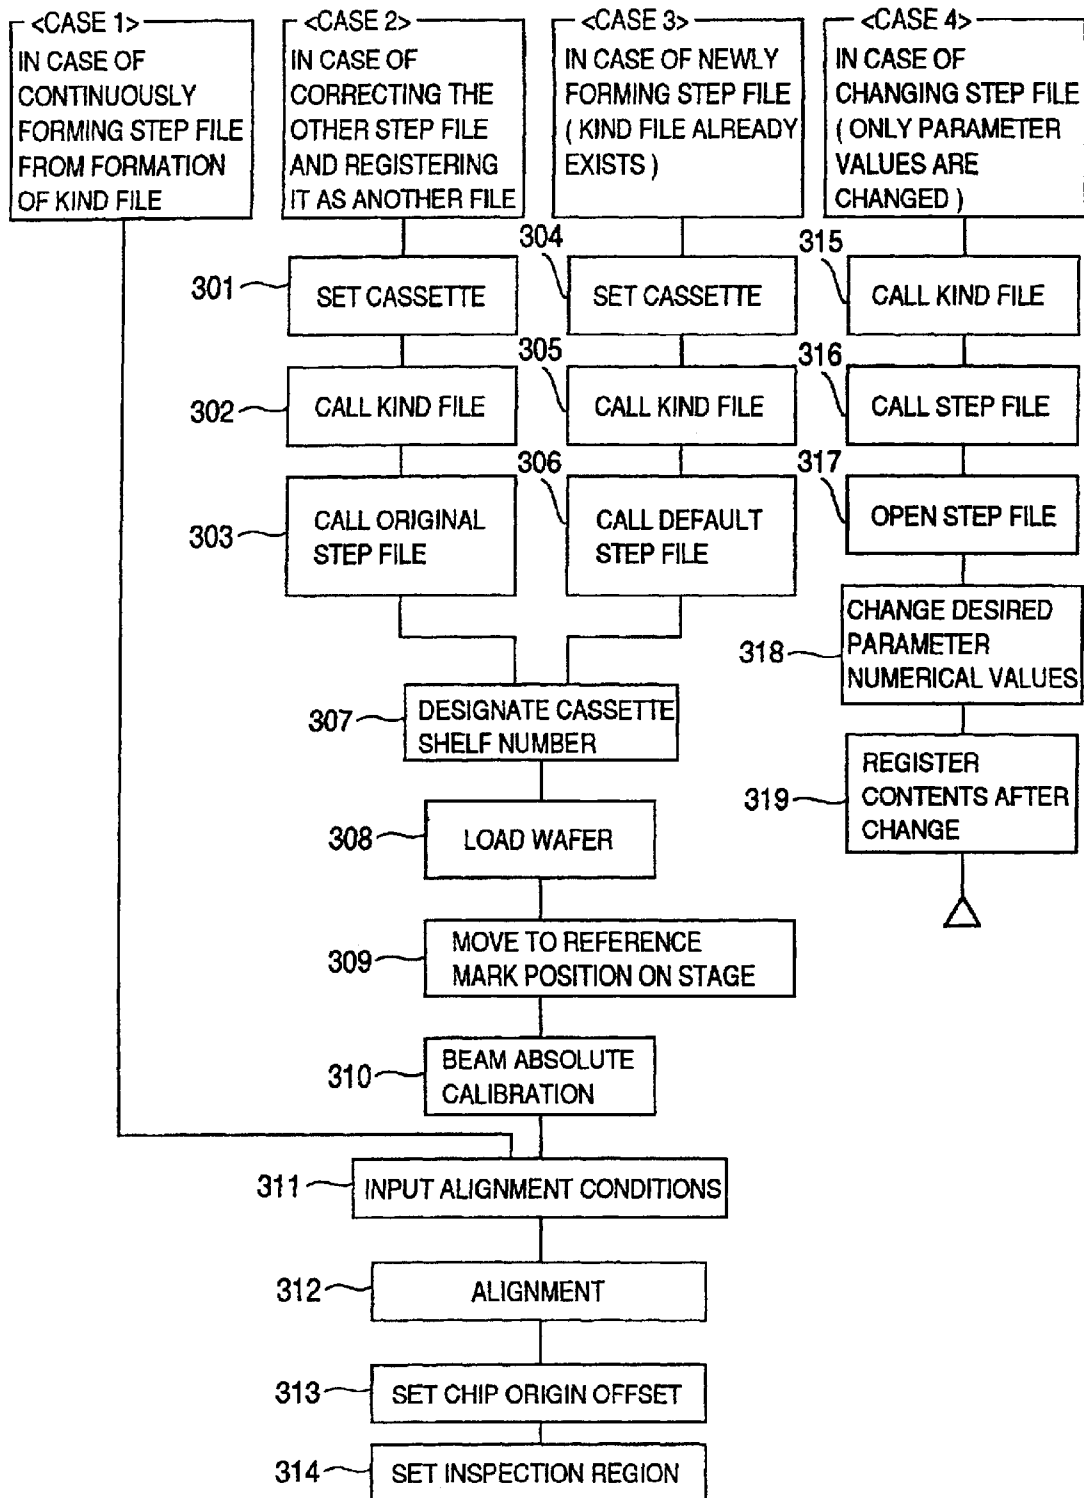 <CASE 1>
IN CASE OF
CONTINUOUSLY
FORMING STEP FILE
FROM FORMATION
OF KIND FILE
<CASE 2>
IN CASE OF
CORRECTING THE
OTHER STEP FILE
AND REGISTERING
IT AS ANOTHER FILE
<CASE 3>
IN CASE OF NEWLY
FORMING STEP FILE
( KIND FILE ALREADY
EXISTS )
<CASE 4>
IN CASE OF
CHANGING STEP FILE
( ONLY PARAMETER
VALUES ARE
CHANGED )
301
SET CASSETTE
304
SET CASSETTE
315
CALL KIND FILE
302
CALL KIND FILE
305
CALL KIND FILE
316
CALL STEP FILE
303
CALL ORIGINAL
STEP FILE
306
CALL DEFAULT
STEP FILE
317
OPEN STEP FILE
318
CHANGE DESIRED
PARAMETER
NUMERICAL VALUES
307
DESIGNATE CASSETTE
SHELF NUMBER
319
REGISTER
CONTENTS AFTER
CHANGE
308
LOAD WAFER
309
MOVE TO REFERENCE
MARK POSITION ON STAGE
310
BEAM ABSOLUTE
CALIBRATION
311
INPUT ALIGNMENT CONDITIONS
312
ALIGNMENT
313
SET CHIP ORIGIN OFFSET
314
SET INSPECTION REGION